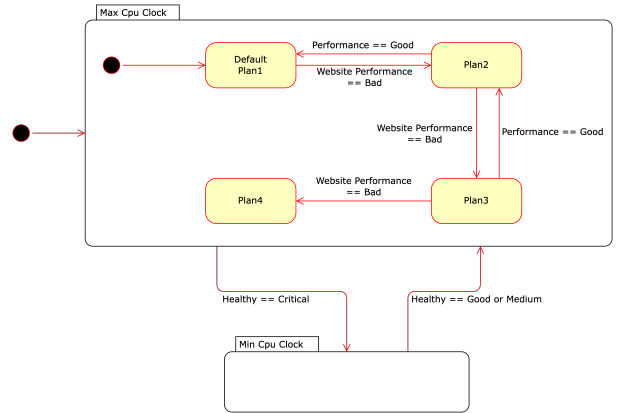 Max Cpu Clock
Performance == Good
Default
Plan1
Website Performance
== Bad
Plan2
Website Performance
== Bad
Performance == Good
Website Performance
== Bad
Plan4
Plan3
Healthy == Critical
Healthy == Good or Medium
Min Cpu Clock